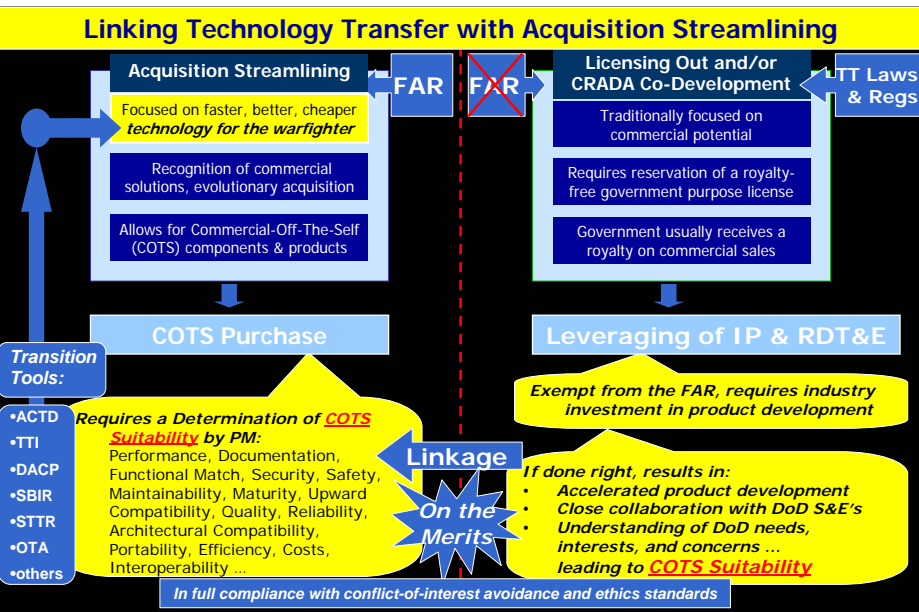 Linking Technology Transfer with Acquisition Streamlining
Acquisition Streamlining
FAR
Focused on faster, better, cheaper
technology for the warfighter
Recognition of commercial
solutions, evolutionary acquisition
Allows for Commercial-Off-The-Self
(COTS) components & products
COTS Purchase
FAR
Licensing Out and/or
CRADA Co-Development
TT Laws
& Regs
Traditionally focused on
commercial potential
Requires reservation of a royalty-
free government purpose license
Government usually receives a
royalty on commercial sales
Leveraging of IP & RDT&E
Transition
Tools:
•ACTD
•TTI
•DACP
•SBIR
•STTR
•OTA
•others
Requires a Determination of COTS
Suitability by PM:
Performance, Documentation,
Functional Match, Security, Safety,
Maintainability, Maturity, Upward
Compatibility, Quality, Reliability,
Architectural Compatibility,
Portability, Efficiency, Costs,
Interoperability ...
Linkage
On the
Merits
Exempt from the FAR, requires industry
investment in product development
If done right, results in:
• Accelerated product development
• Close collaboration with DoD S&E's
• Understanding of DoD needs,
interests, and concerns ...
leading to COTS Suitability
In full compliance with conflict-of-interest avoidance and ethics standards